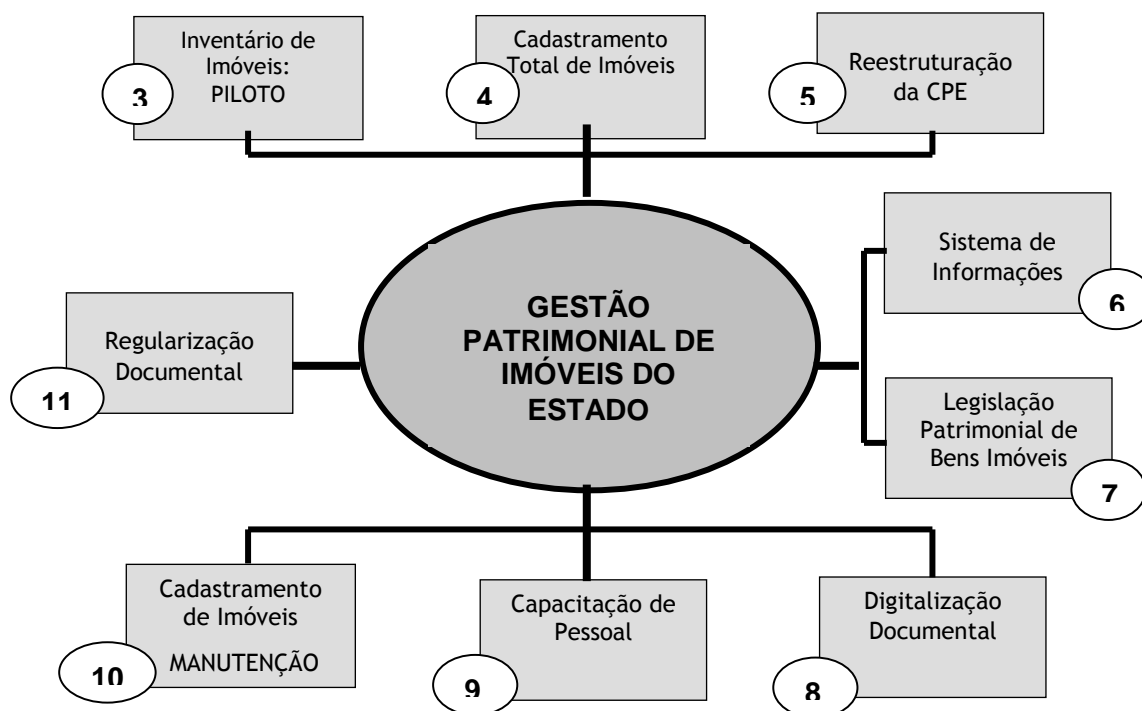 Inventário de
Imóveis:
PILOTO
3
Cadastramento
Total de Imóveis
4
Reestruturação
da CPE
5
GESTÃO
PATRIMONIAL DE
IMÓVEIS DO
ESTADO
Sistema de
Informações
6
Legislação
Patrimonial de
Bens Imóveis
7
Regularização
Documental
11
Cadastramento
de Imóveis
MANUTENÇÃO
10
Capacitação de
Pessoal
9
Digitalização
Documental
8